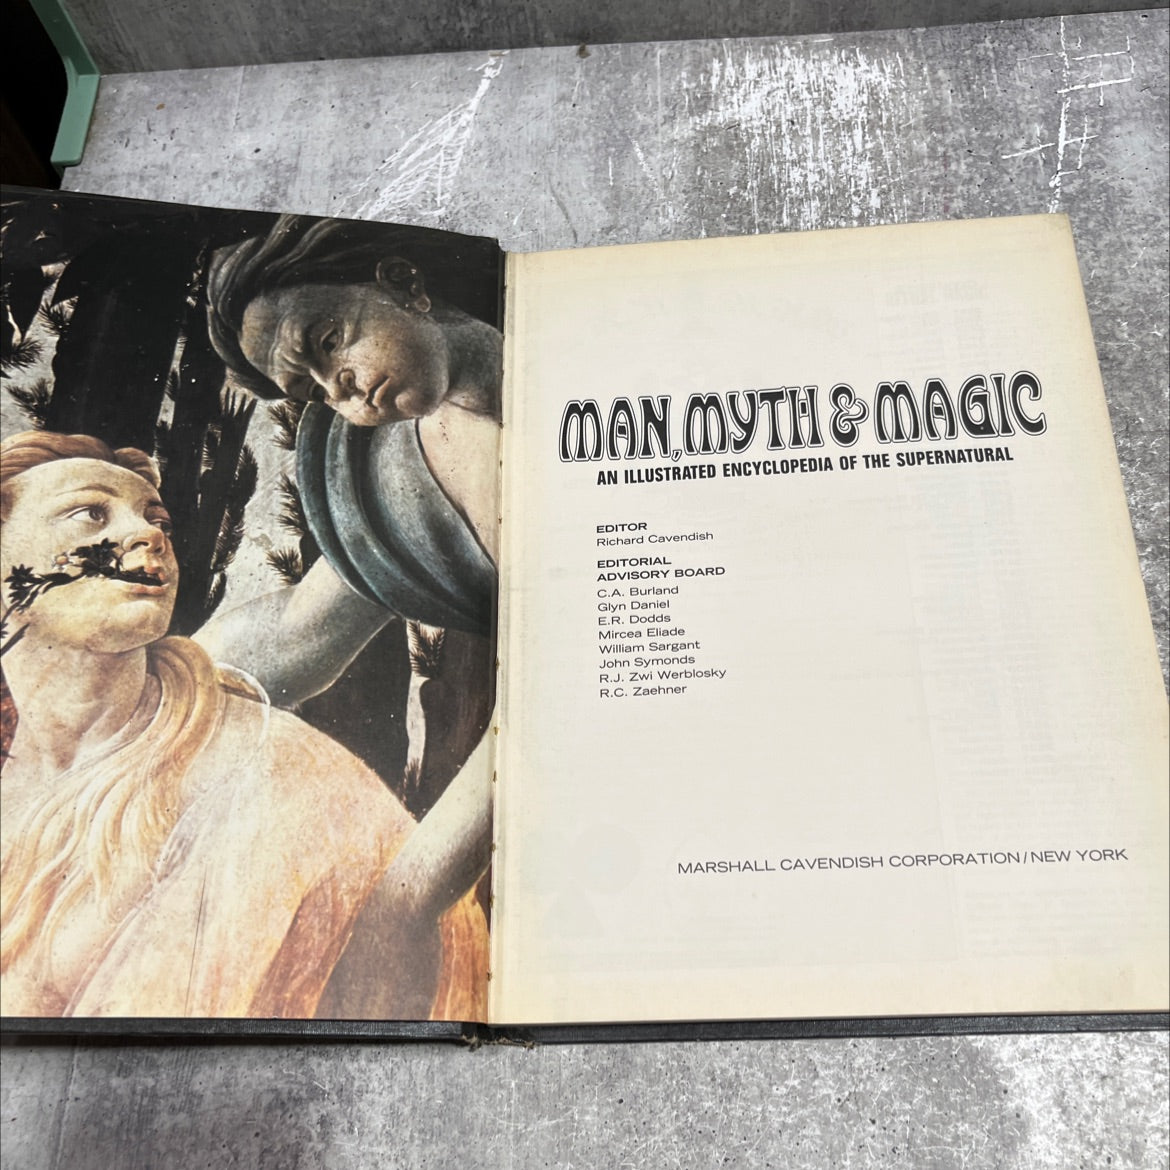 MAN, MYTH & MAGIC
AN ILLUSTRATED ENCYCLOPEDIA OF THE SUPERNATURAL
EDITOR
Richard Cavendish
EDITORIAL
ADVISORY BOARD
C.A. Burland
Glyn Daniel
E.R. Dodds
Mircea Eliade
William Sargant
John Symonds
R.J. Zwi Werblosky
R.C. Zaehner
MARSHALL CAVENDISH CORPORATION/NEW YORK